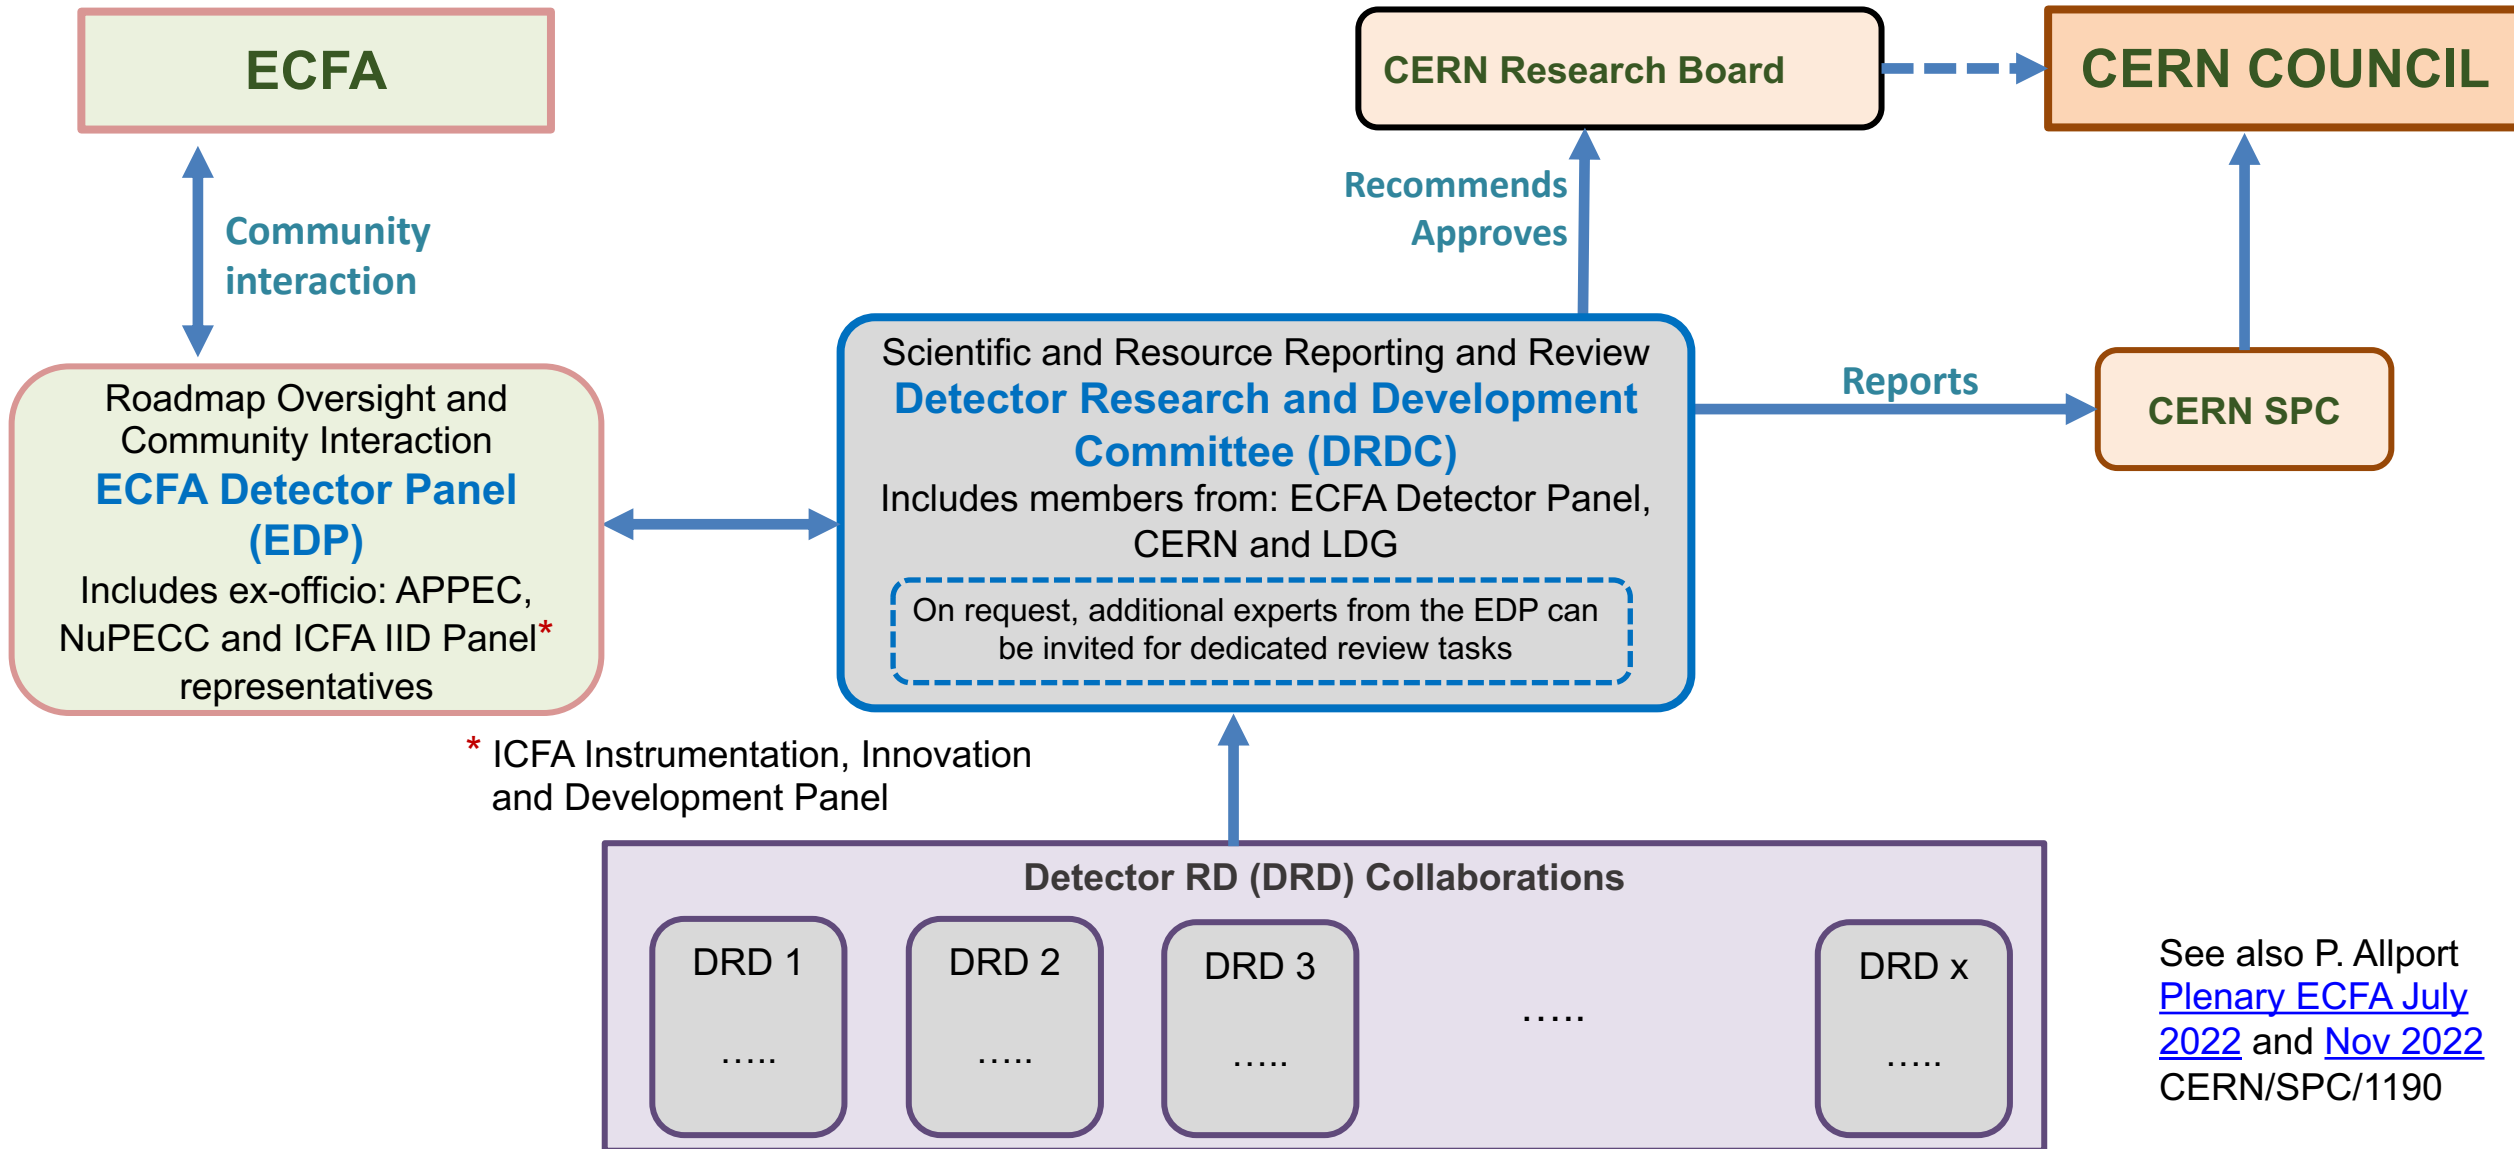 ECFA
CERN Research Board
CERN COUNCIL
Community
interaction
Recommends
Approves
Roadmap Oversight and
Community Interaction
ECFA Detector Panel
(EDP)
Includes ex-officio: APPEC,
NuPECC and ICFA IID Panel*
representatives
Scientific and Resource Reporting and Review
Detector Research and Development
Committee (DRDC)
Includes members from: ECFA Detector Panel,
CERN and LDG
On request, additional experts from the EDP can
be invited for dedicated review tasks
Reports
CERN SPC
* ICFA Instrumentation, Innovation
and Development Panel
Detector RD (DRD) Collaborations
DRD 1
.....
DRD 2
.....
DRD 3
.....
.....
DRD x
.....
See also P. Allport
Plenary ECFA July
2022 and Nov 2022
CERN/SPC/1190